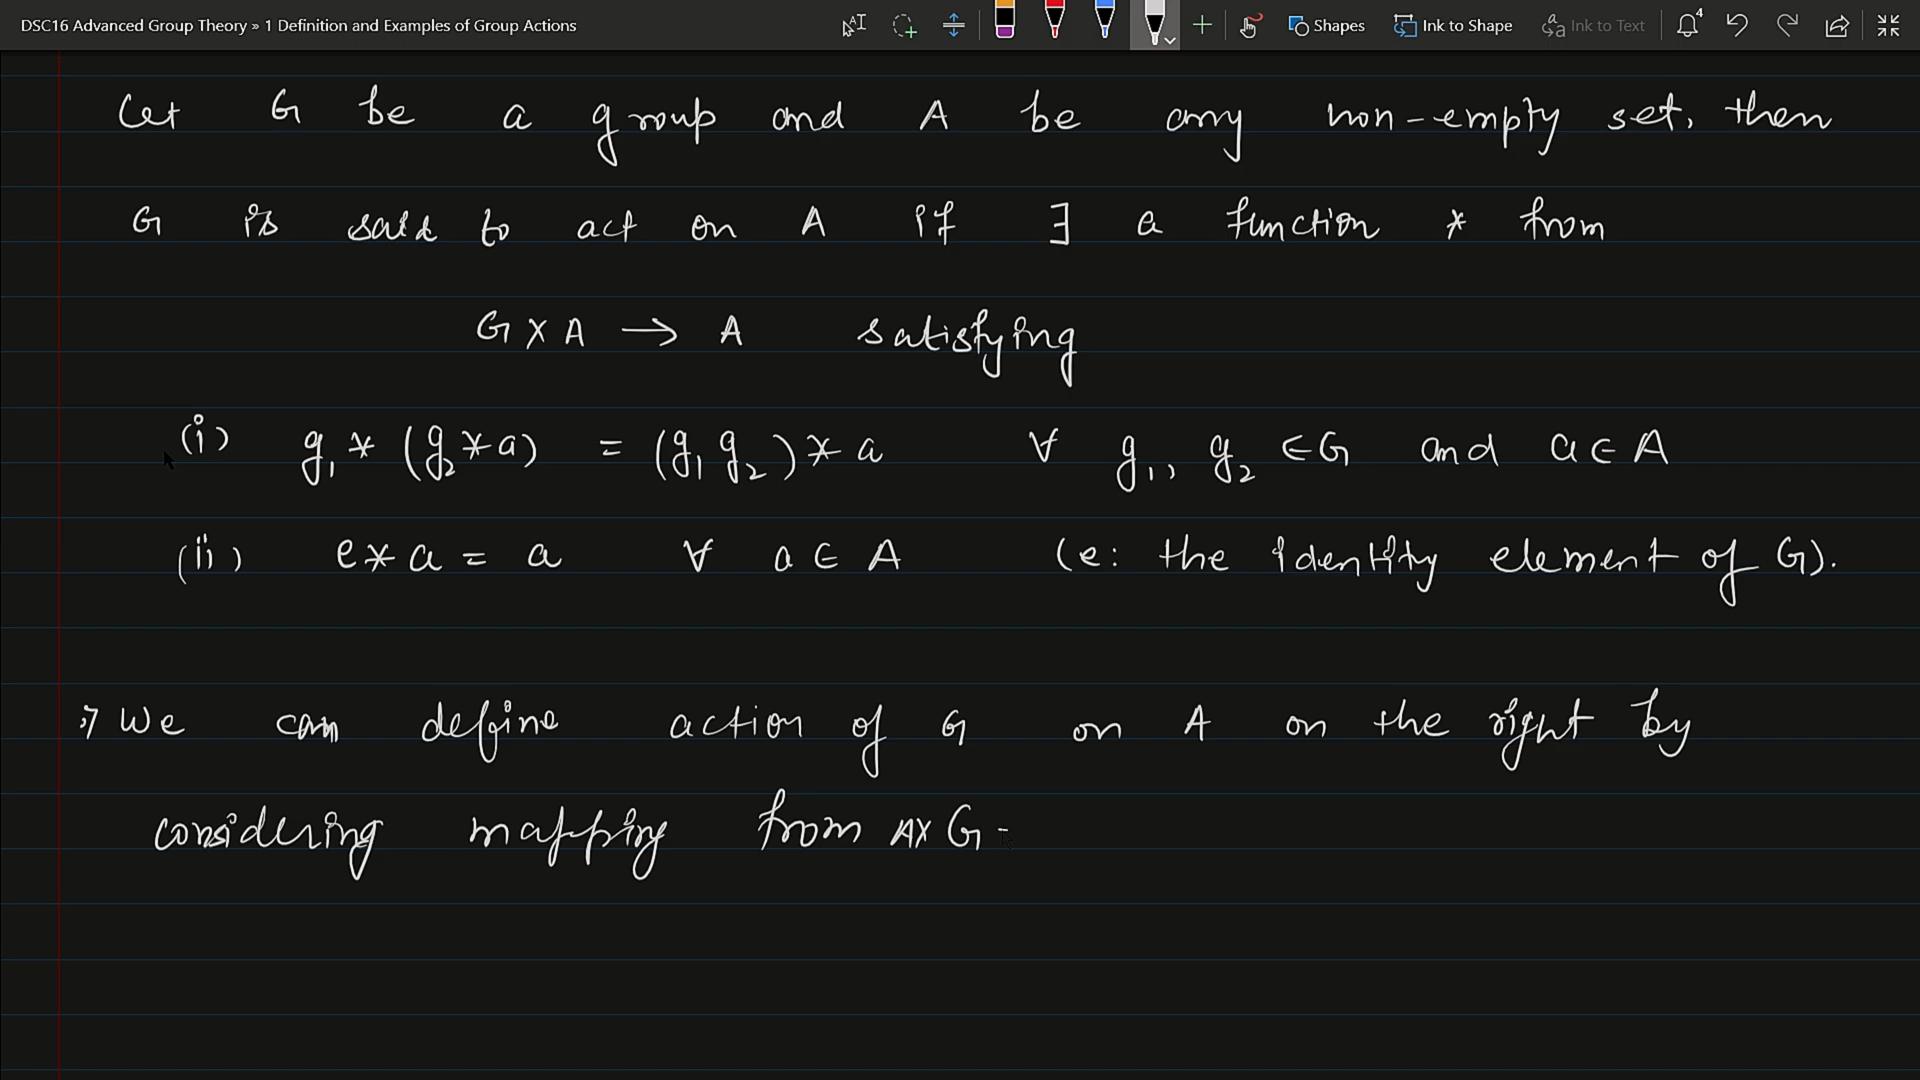 DSC16 Advanced Group Theory » 1 Definition and Examples of Group Actions
Shapes Ink to Shape Ink to Text 4
Let G be a group and A be any non-empty set, then
G is said to act on A if ∃ a function * from
G × A → A satisfying
(i) g₁ * (g₂ * a) = (g₁ g₂) * a ∀ g₁, g₂ ∈ G and a ∈ A
(ii) e * a = a ∀ a ∈ A (e: the identity element of G).
We can define action of G on A on the right by
considering mapping from A × G -